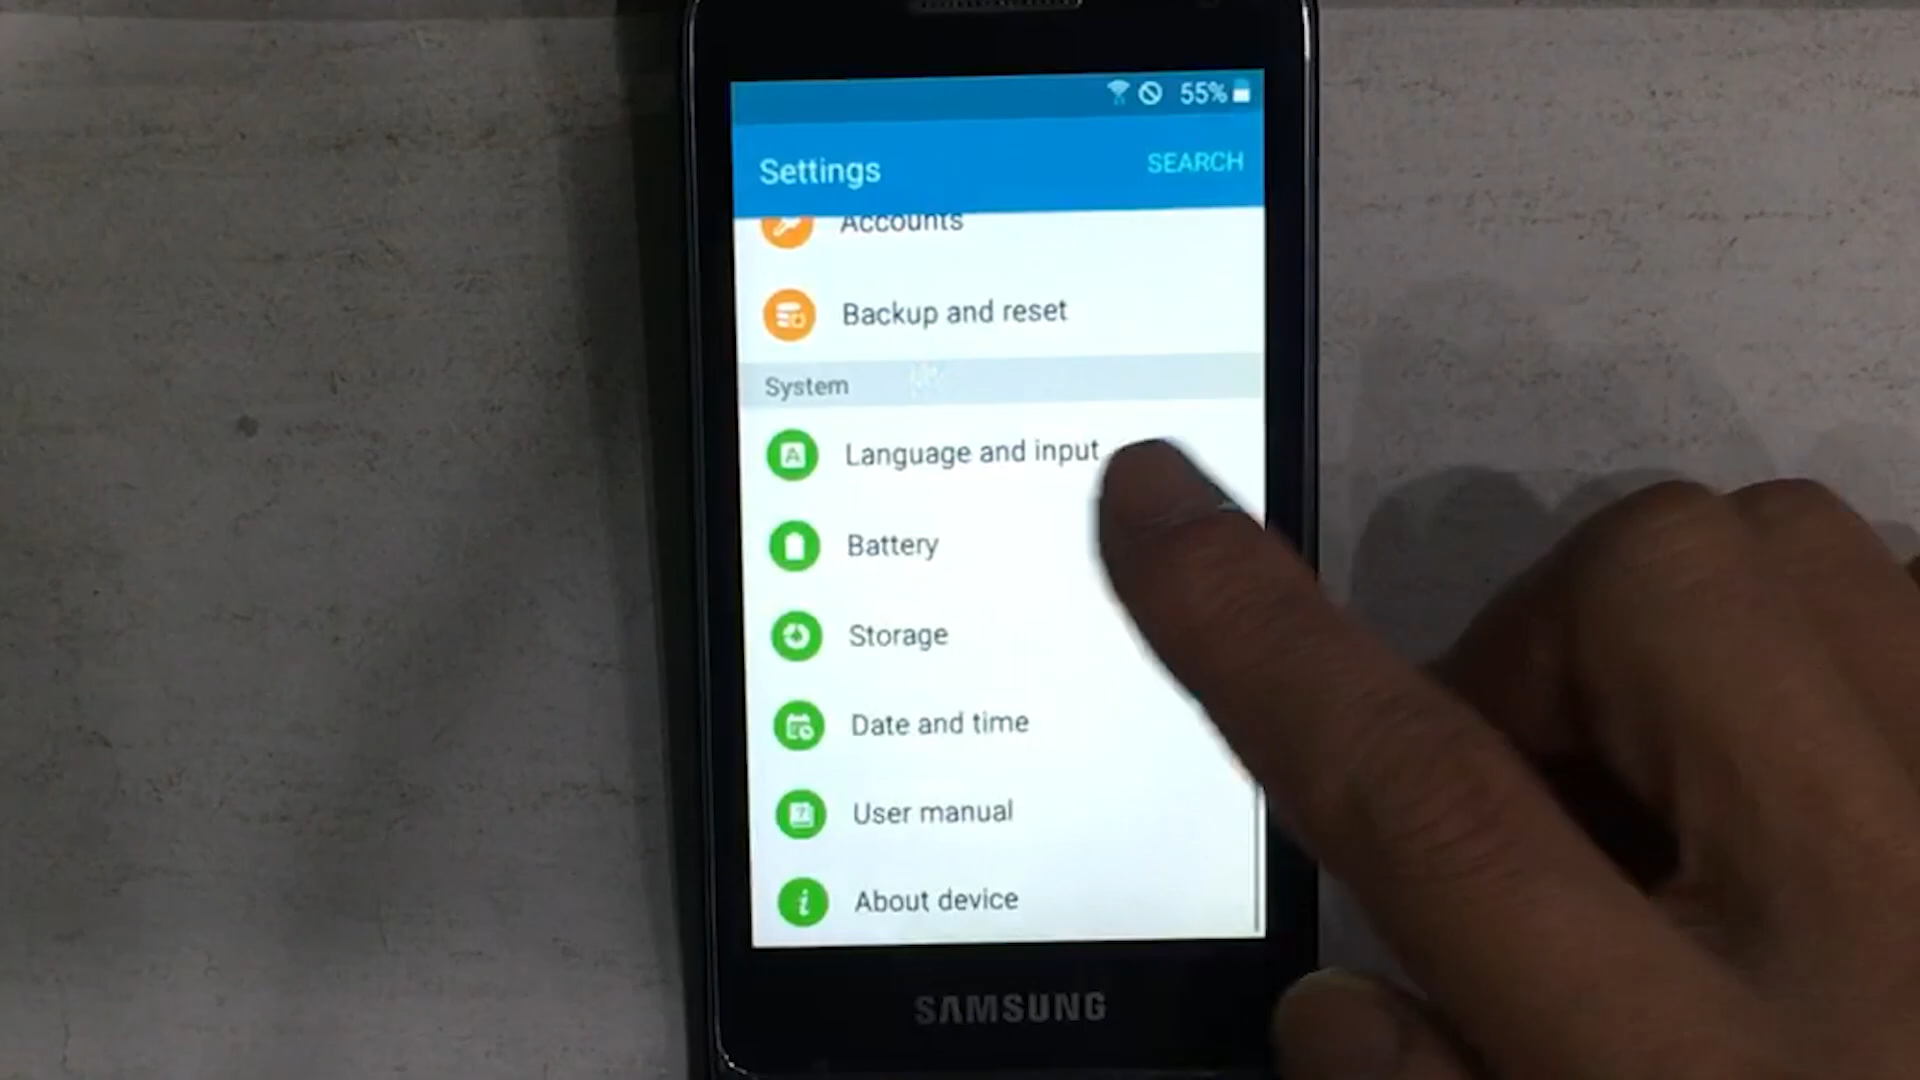 55%
Settings
SEARCH
Accounts
Backup and reset
System
Language and input
Battery
Storage
Date and time
User manual
About device
SAMSUNG